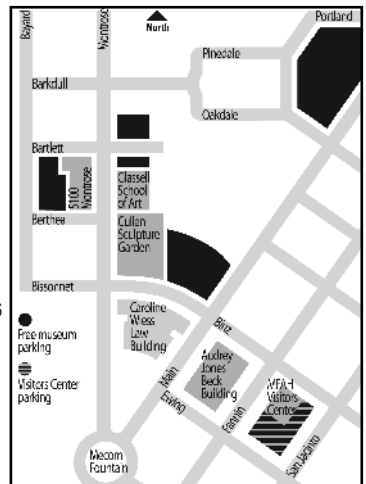 Bayard
Montrose
North
Portland
Pinedale
Barkdull
Oakdale
Bartlett
5100
Montrose
Glassell
School
of Art
Berthea
Cullen
Sculpture
Garden
Bissonnet
Caroline
Wiess
Law
Building
Binz
Free museum
parking
Visitors Center
parking
Main
Audrey
Jones
Beck
Building
MFAH
Visitors
Center
Ewing
Fannin
San Jacinto
Mecom
Fountain